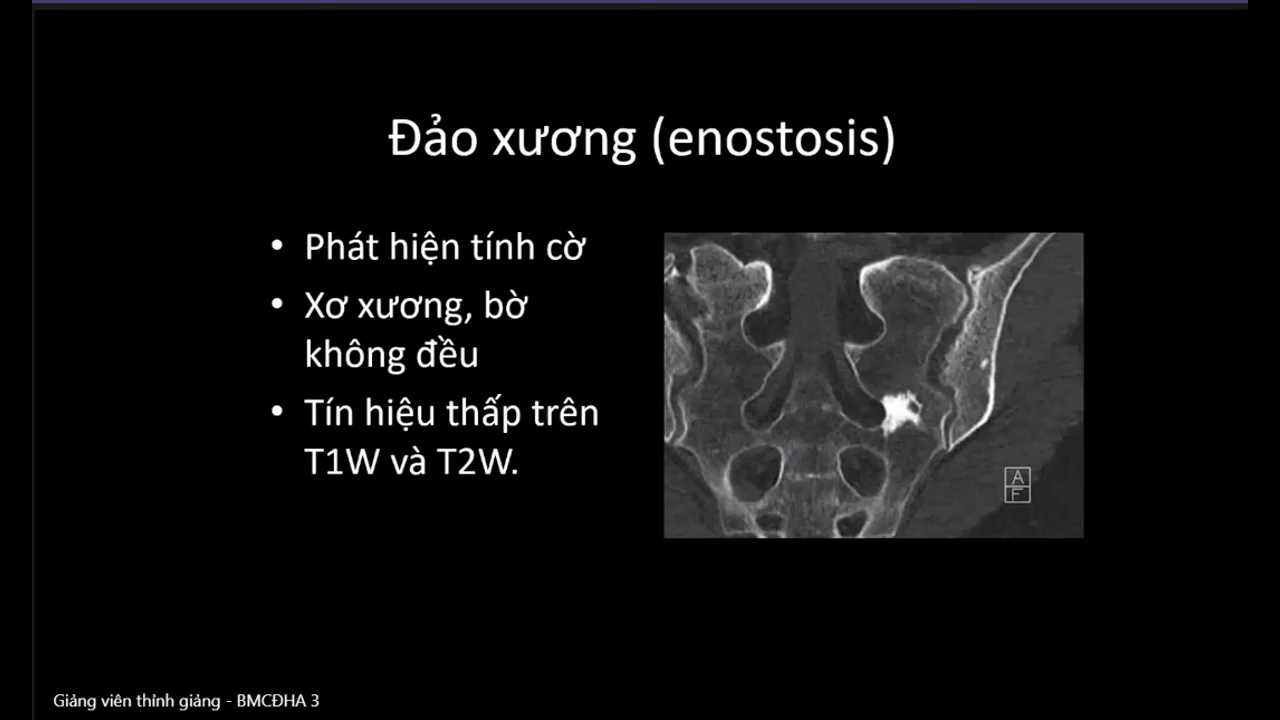 Đảo xương (enostosis)
• Phát hiện tính cờ
• Xơ xương, bờ
không đều
• Tín hiệu thấp trên
T1W và T2W.
A
F
Giảng viên thỉnh giảng - BMCĐHA 3